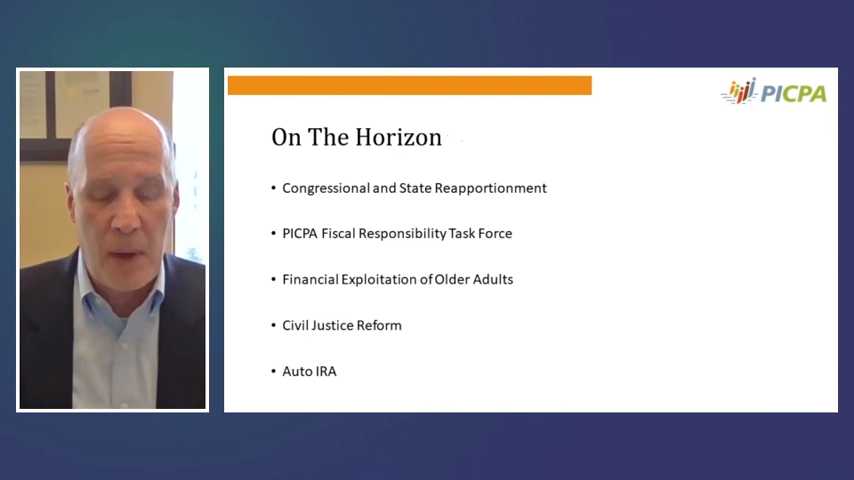 PICPA
On The Horizon
• Congressional and State Reapportionment
• PICPA Fiscal Responsibility Task Force
• Financial Exploitation of Older Adults
• Civil Justice Reform
• Auto IRA